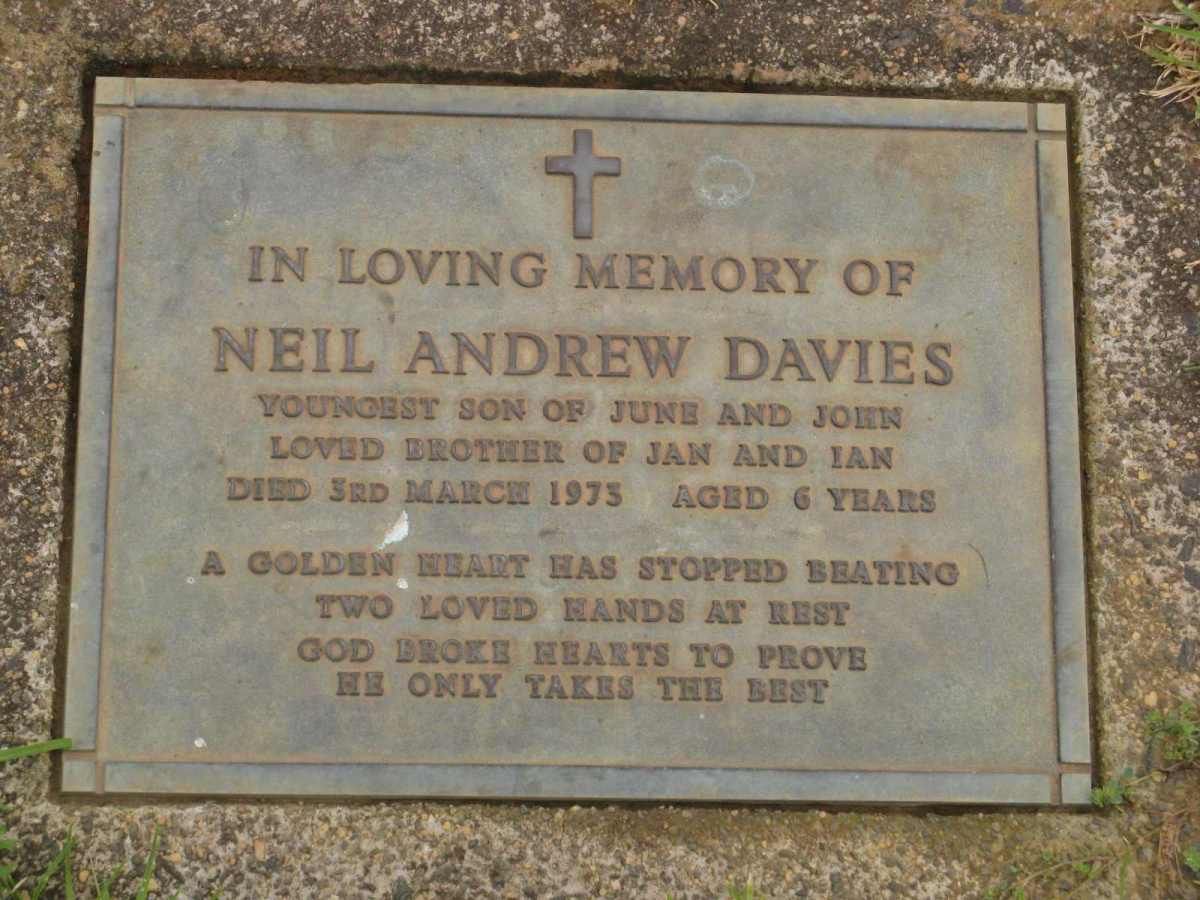 IN LOVING MEMORY OF
NEIL ANDREW DAVIES
YOUNGEST SON OF JUNE AND JOHN
LOVED BROTHER OF JAN AND IAN
DIED 3RD MARCH 1973 AGED 6 YEARS
A GOLDEN HEART HAS STOPPED BEATING
TWO LOVED HANDS AT REST
GOD BROKE HEARTS TO PROVE
HE ONLY TAKES THE BEST